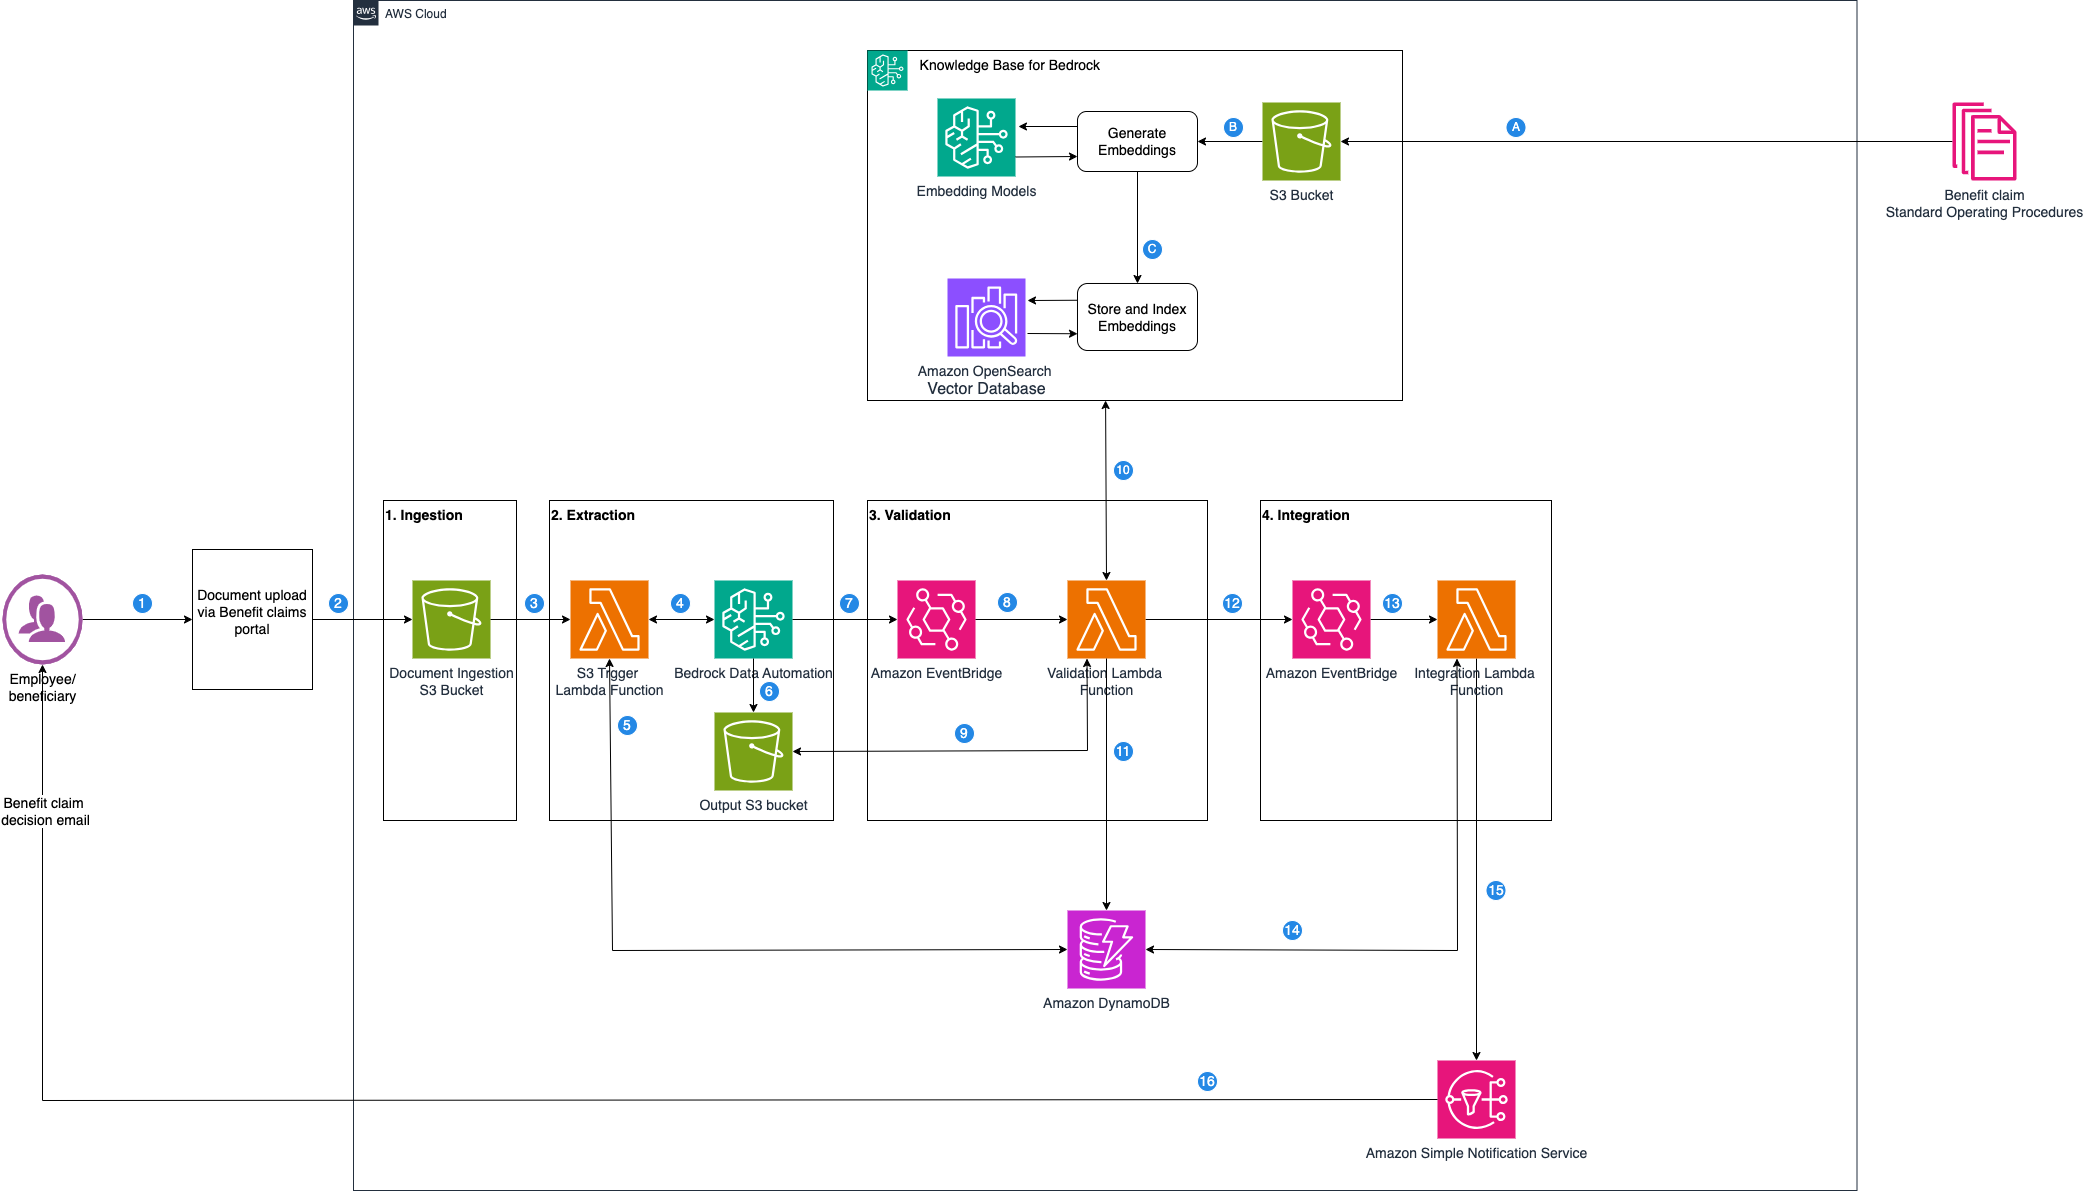 aws
AWS Cloud
Knowledge Base for Bedrock
Embedding Models
Generate
Embeddings
B
S3 Bucket
A
Benefit claim
Standard Operating Procedures
C
Amazon OpenSearch
Vector Database
Store and Index
Embeddings
10
1. Ingestion
2. Extraction
3. Validation
4. Integration
Employee/
beneficiary
1
Document upload
via Benefit claims
portal
2
Document Ingestion
S3 Bucket
3
S3 Trgger
Lambda Function
4
Bedrock Data Automation
5
6
Output S3 bucket
7
Amazon EventBridge
8
Validation Lambda
Function
9
11
12
Amazon EventBridge
13
Integration Lambda
Function
Benefit claim
decision email
15
14
Amazon DynamoDB
16
Amazon Simple Notification Service